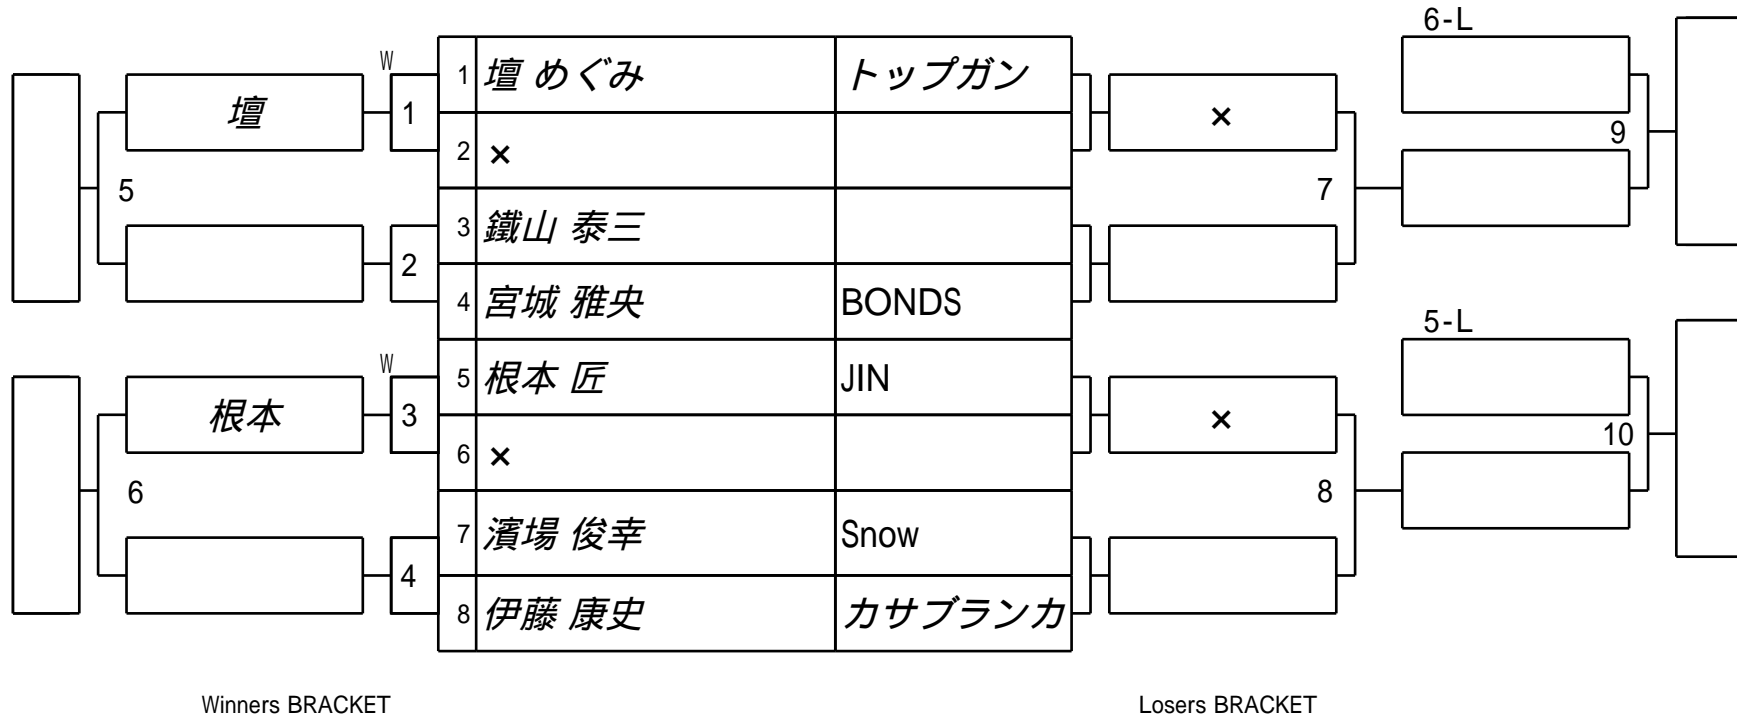 6-L
W
1 壇 めぐみ トップガン
壇 1 × 9
2 ×
5 7
3 鐵山 泰三
2
4 宮城 雅央 BONDS
5-L
W
5 根本 匠 JIN
根本 3 × 10
6 ×
6 8
7 濱場 俊幸 Snow
4
8 伊藤 康史 カサブランカ
Winners BRACKET Losers BRACKET